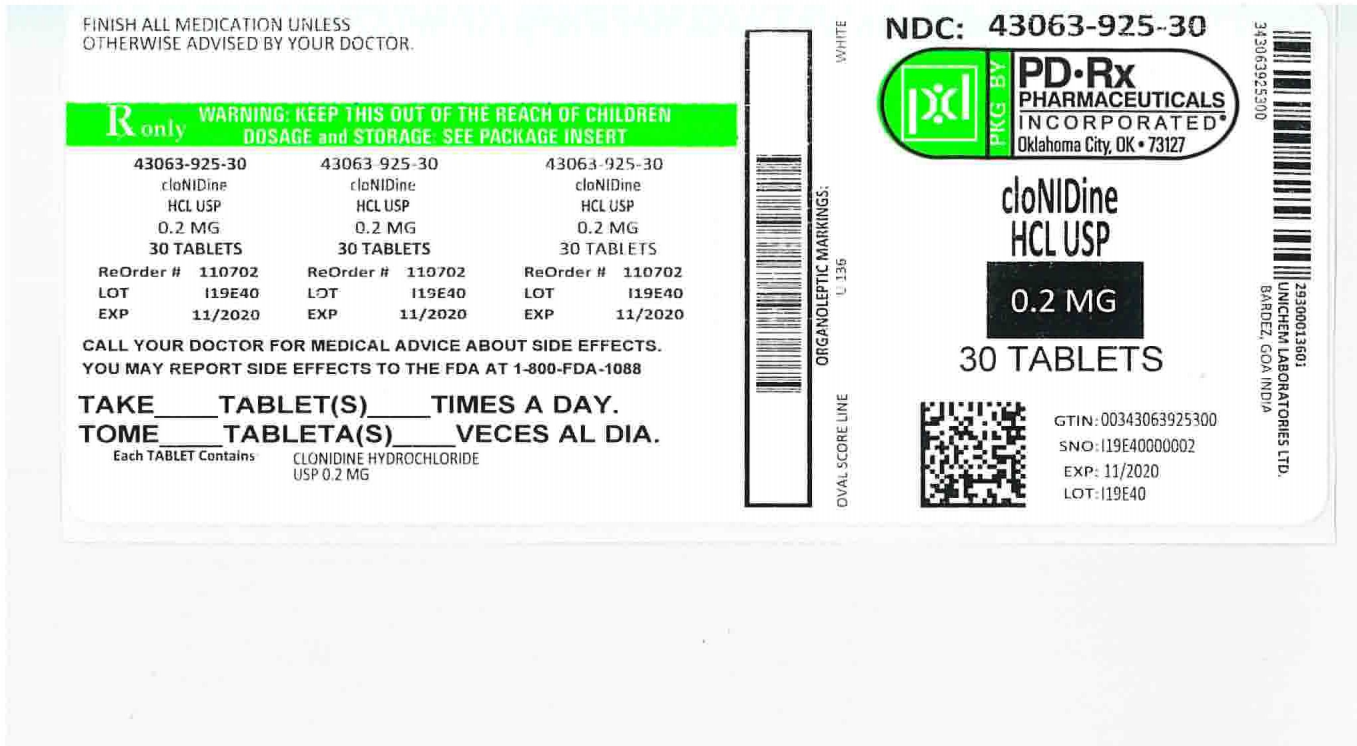 FINISH ALL MEDICATION UNLESS
OTHERWISE ADVISED BY YOUR DOCTOR.
R only
WARNING: KEEP THIS OUT OF THE REACH OF CHILDREN
DOSAGE and STORAGE: SEE PACKAGE INSERT
43063-925-30 43063-925-30 43063-925-30
cloNIDine cloNIDine cloNIDine
HCL USP HCL USP HCL USP
0.2 MG 0.2 MG 0.2 MG
30 TABLETS 30 TABLETS 30 TABLETS
ReOrder # 110702 ReOrder # 110702 ReOrder # 110702
LOT I19E40 LOT I19E40 LOT I19E40
EXP 11/2020 EXP 11/2020 EXP 11/2020
CALL YOUR DOCTOR FOR MEDICAL ADVICE ABOUT SIDE EFFECTS.
YOU MAY REPORT SIDE EFFECTS TO THE FDA AT 1-800-FDA-1088
TAKE____TABLET(S)____TIMES A DAY.
TOME____TABLETA(S)____VECES AL DIA.
Each TABLET Contains CLONIDINE HYDROCHLORIDE
USP 0.2 MG
ORGANOLEPTIC MARKINGS:
OVAL SCORE LINE U 136 WHITE
NDC: 43063-925-30
PKG BY
PD•Rx
PHARMACEUTICALS
INCORPORATED
Oklahoma City, OK • 73127
cloNIDine
HCL USP
0.2 MG
30 TABLETS
GTIN: 00343063925300
SNO: I19E40000002
EXP: 11/2020
LOT: I19E40
343063925300
29300013601
UNICHEM LABORATORIES LTD.
BARDEZ, GOA INDIA